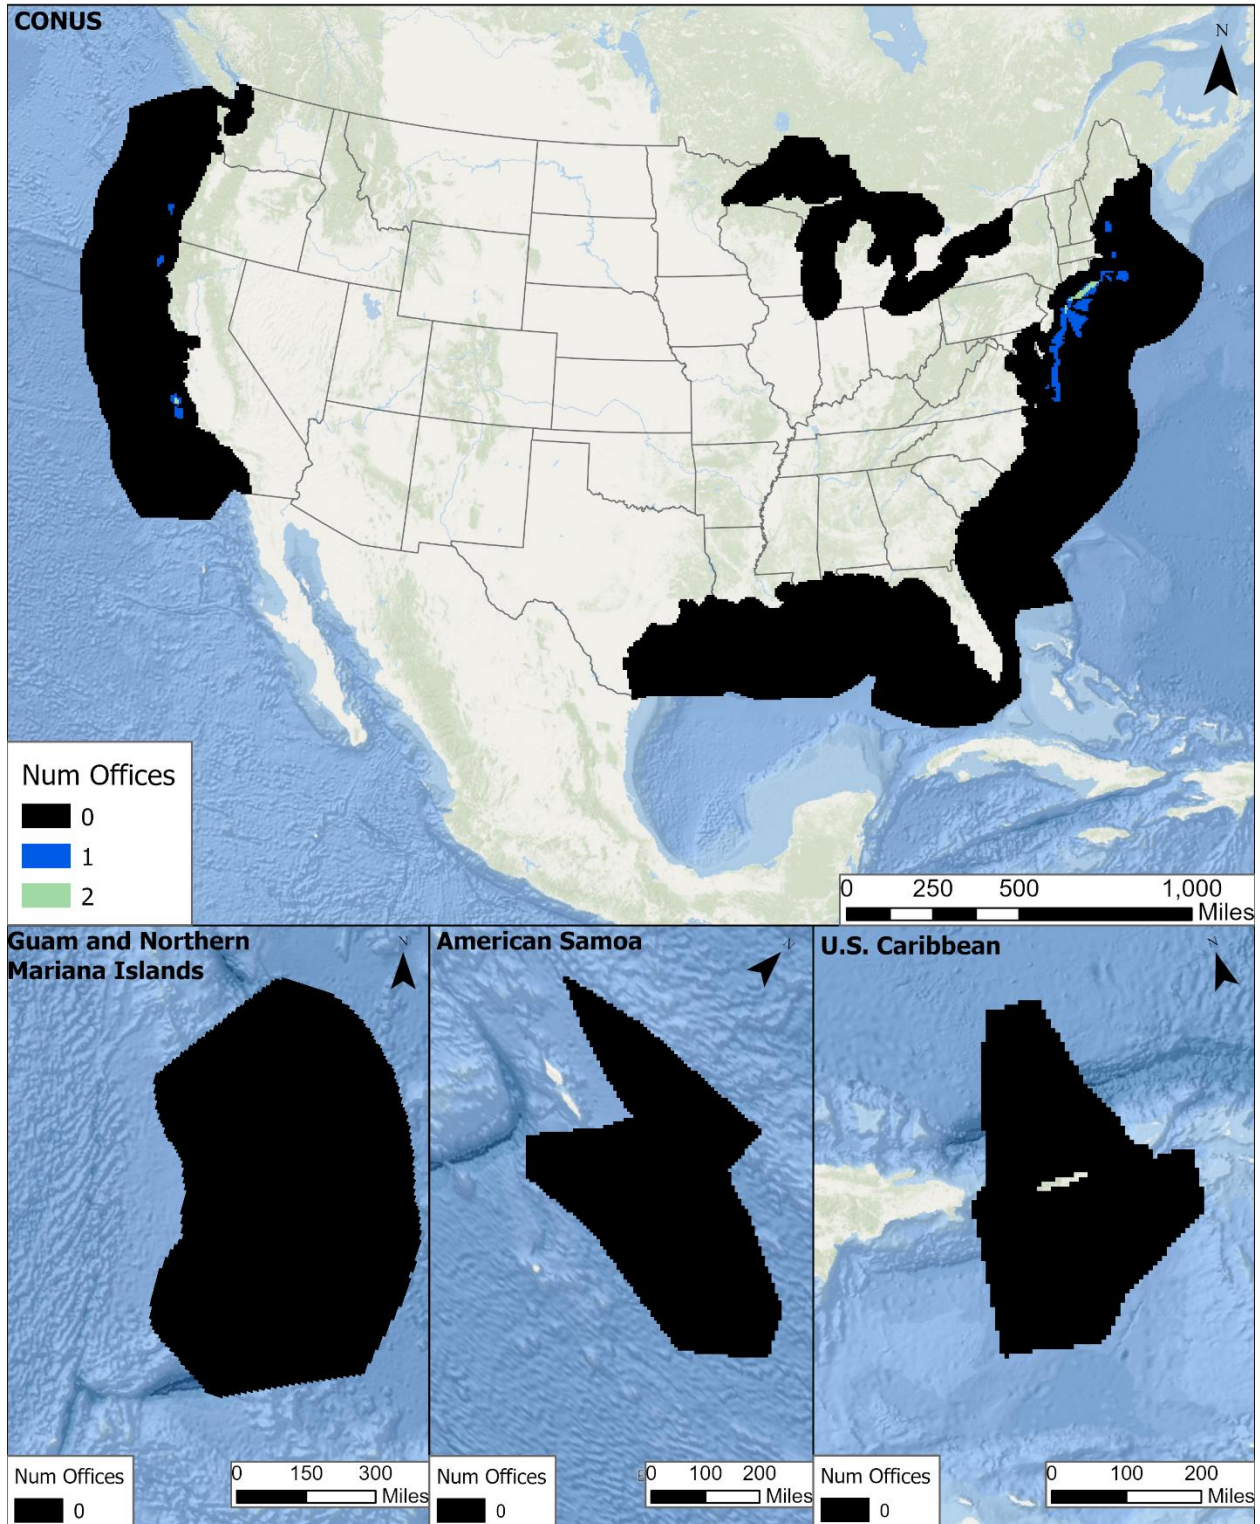 CONUS
N
Num Offices
0
1
2
0 250 500 1,000
Miles
Guam and Northern
Mariana Islands
N
Num Offices
0
0 150 300
Miles
American Samoa
N
Num Offices
0
0 100 200
Miles
U.S. Caribbean
N
Num Offices
0
0 100 200
Miles